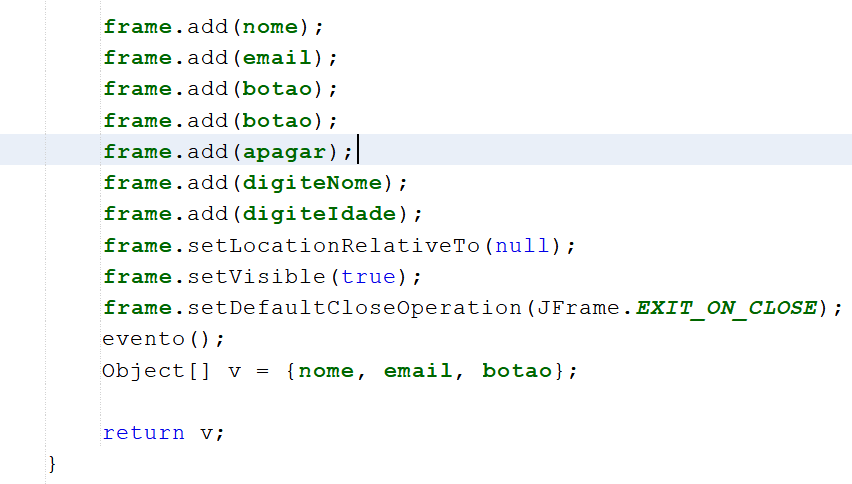 frame.add(nome);
frame.add(email);
frame.add(botao);
frame.add(botao);
frame.add(apagar);
frame.add(digiteNome);
frame.add(digiteIdade);
frame.setLocationRelativeTo(null);
frame.setVisible(true);
frame.setDefaultCloseOperation(JFrame.EXIT_ON_CLOSE);
evento();
Object[] v = {nome, email, botao};
return v;
}